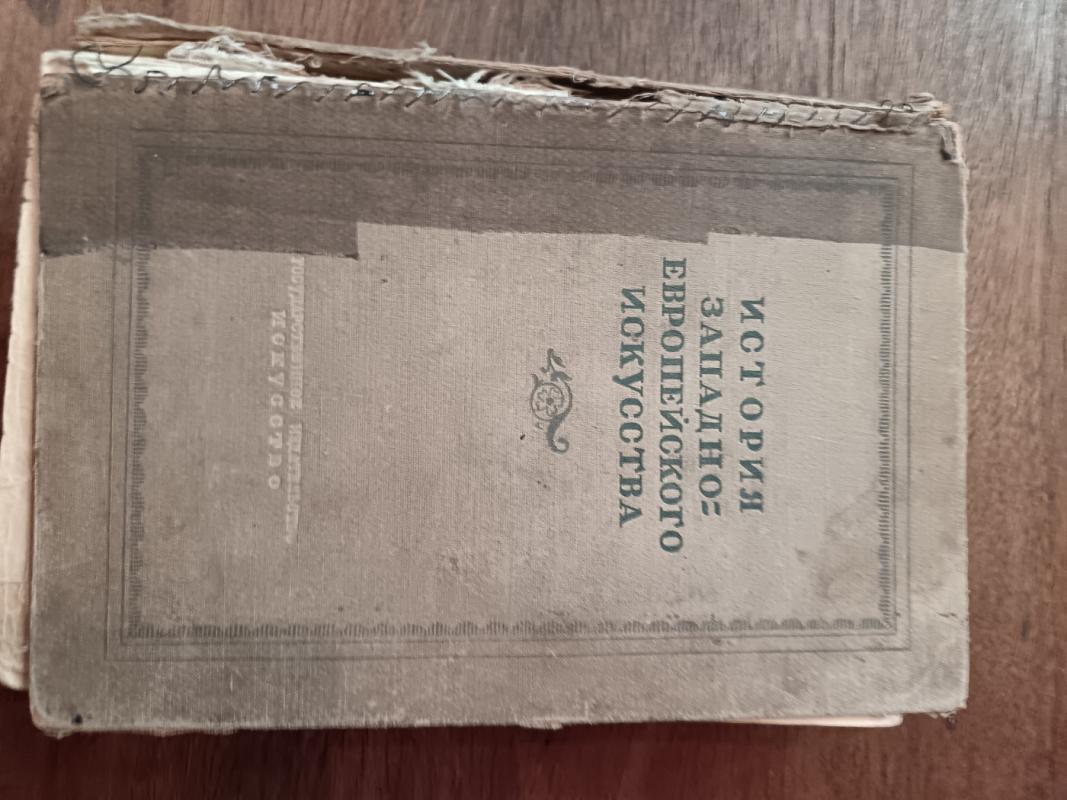 ИСТОРИЯ
ЗАПАДНО=
ЕВРОПЕЙСКОГО
ИСКУССТВА
ИСКУССТВО